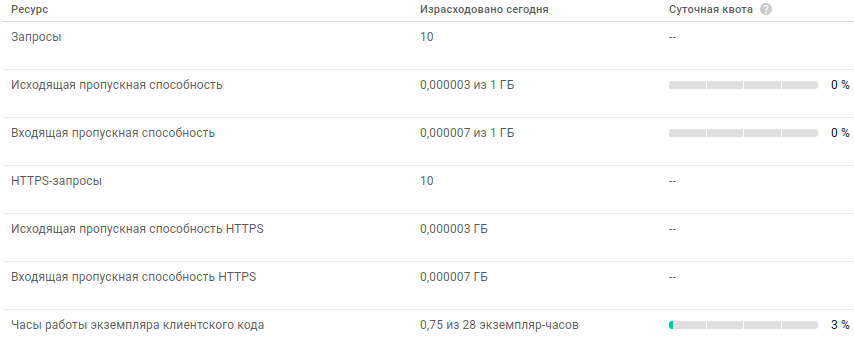 Ресурс Израсходовано сегодня Суточная квота ?
Запросы 10 --
Исходящая пропускная способность 0,000003 из 1 ГБ 0 %
Входящая пропускная способность 0,000007 из 1 ГБ 0 %
HTTPS-запросы 10 --
Исходящая пропускная способность HTTPS 0,000003 ГБ --
Входящая пропускная способность HTTPS 0,000007 ГБ --
Часы работы экземпляра клиентского кода 0,75 из 28 экземпляр-часов 3 %